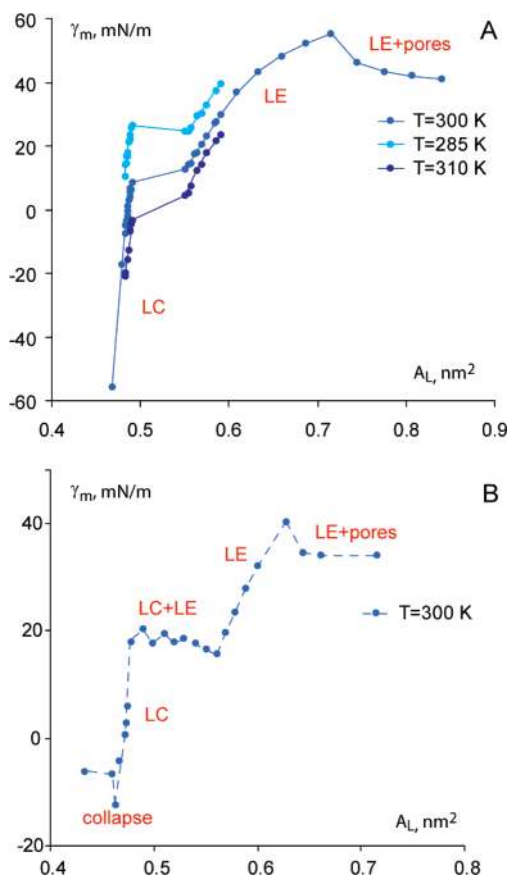 γm, mN/m
A
60
40
20
0
-20
-40
-60
LE+pores
LE
T=300 K
T=285 K
T=310 K
LC
AL, nm2
0.4 0.5 0.6 0.7 0.8 0.9
γm, mN/m
B
40
20
0
-20
LE+pores
LE
LC+LE
T=300 K
LC
collapse
AL, nm2
0.4 0.5 0.6 0.7 0.8